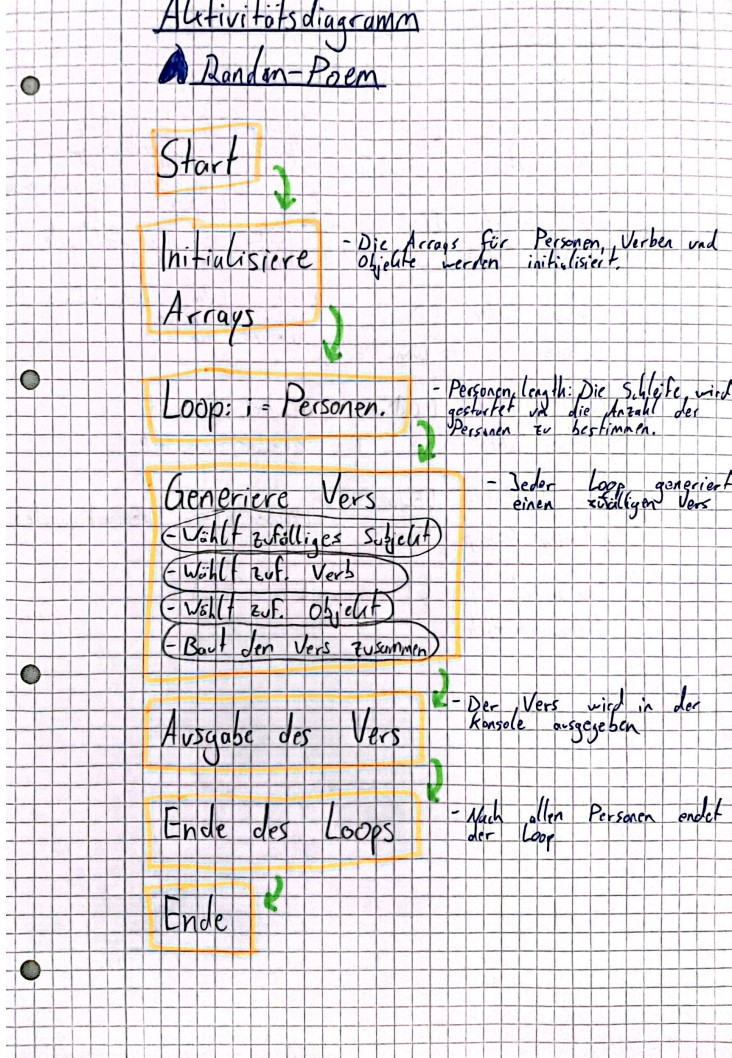 Aktivitätsdiagramm
Random-Poem
Start
Initialisiere
Arrays
- Die Arrays für Personen, Verben und
Objekte werden initialisiert.
Loop: i = Personen.
- Personen.length: Die Schleife wird
gestartet um die Anzahl der
Personen zu bestimmen.
Generiere Vers
- Wählt zufälliges Subjekt
- Wählt zuf. Verb
- Wählt zuf. Objekt
- Baut den Vers zusammen
- Jeder Loop generiert
einen zufälligen Vers
Ausgabe des Vers
- Der Vers wird in der
Konsole ausgegeben
Ende des Loops
- Nach allen Personen endet
der Loop
Ende